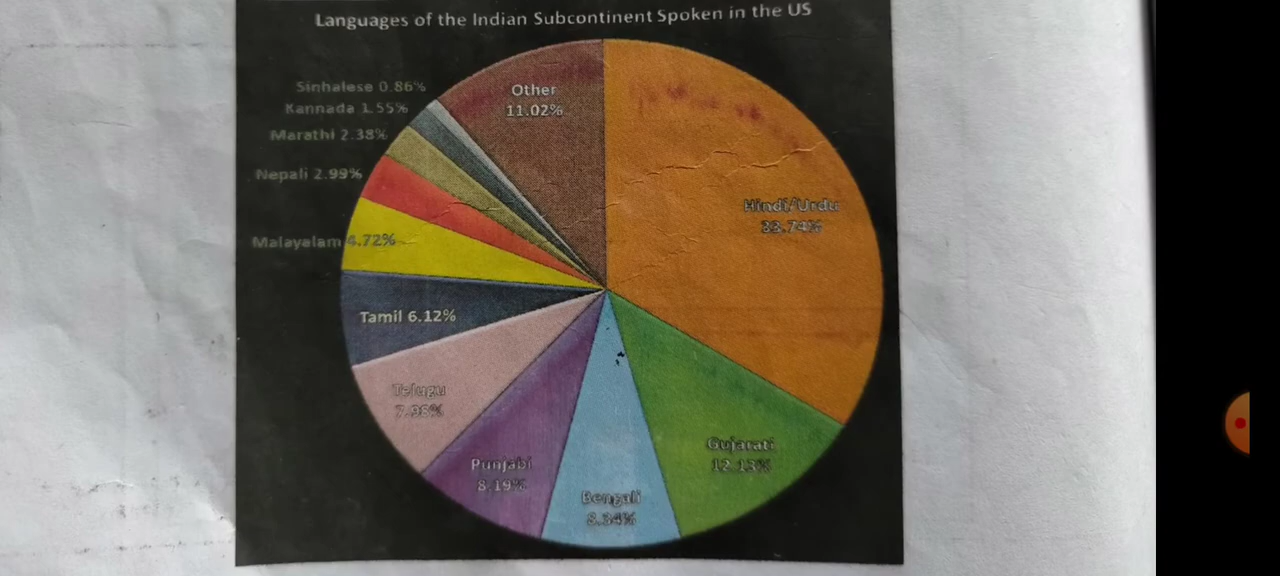 Languages of the Indian Subcontinent Spoken in the US
Other
11.02%
Sinhalese 0.86%
Kannada 1.55%
Marathi 2.38%
Nepali 2.99%
Malayalam 4.72%
Tamil 6.12%
Telugu
Punjabi
8.19%
Bengali
8.34%
Gujarati
12.13%
Hindi/Urdu
33.74%